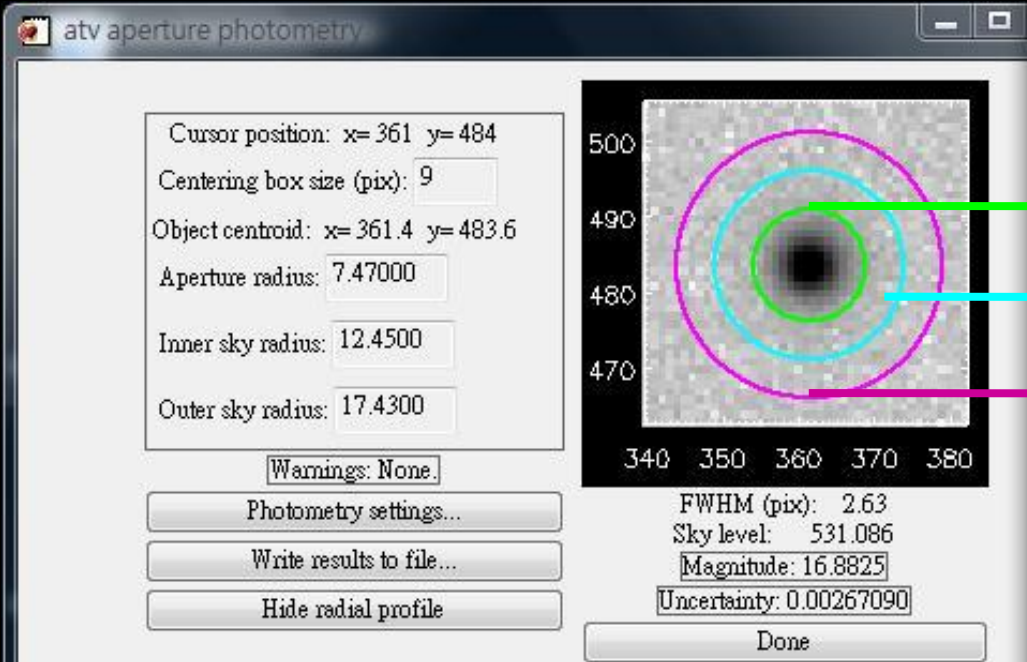 atv aperture photometry
Cursor position: x= 361 y= 484
Centering box size (pix): 9
Object centroid: x= 361.4 y= 483.6
Aperture radius: 7.47000
Inner sky radius: 12.4500
Outer sky radius: 17.4300
Warnings: None.
Photometry settings...
Write results to file...
Hide radial profile
500
490
480
470
340 350 360 370 380
FWHM (pix): 2.63
Sky level: 531.086
Magnitude: 16.8825
Uncertainty: 0.00267090
Done